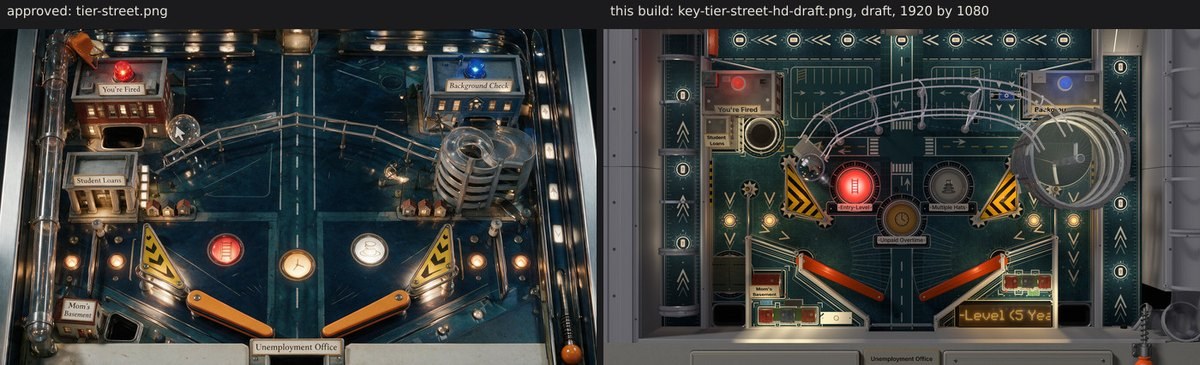 approved: tier-street.png
this build: key-tier-street-hd-draft.png, draft, 1920 by 1080
You're Fired
Background Check
Student Loans
Mom's
Basement
Unemployment Office
You're Fired
Student
Loans
Entry-Level
Multiple Hats
Unpaid Overtime
Mom's
Basement
-Level (5 Yea
Unemployment Office